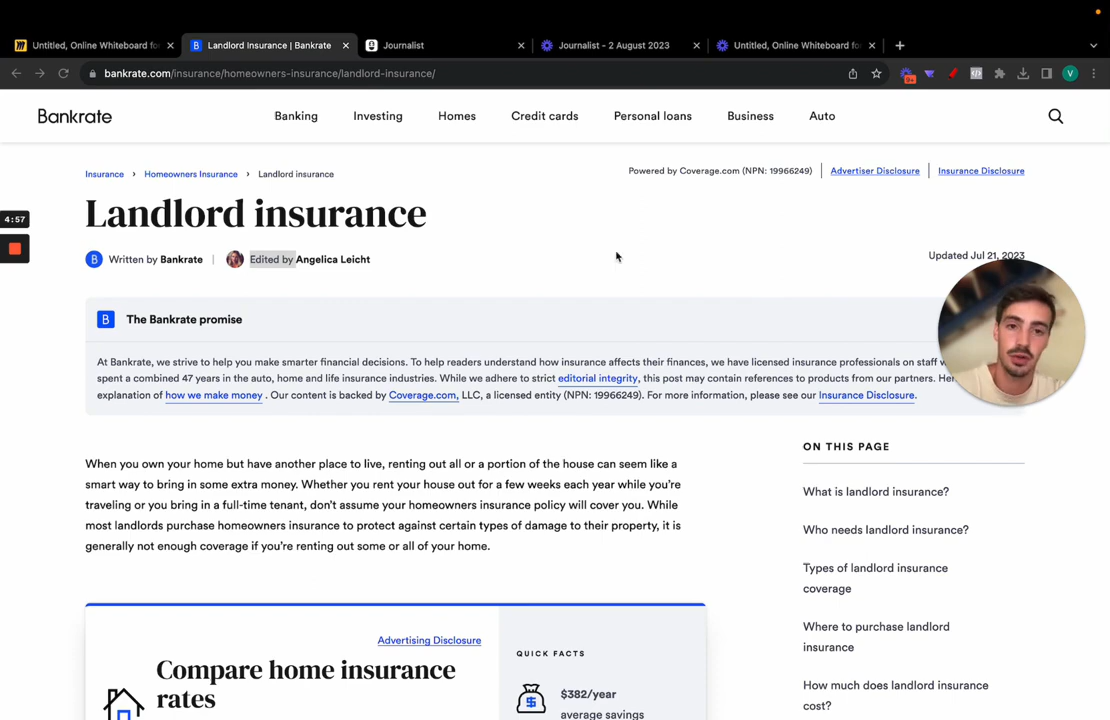 Untitled, Online Whiteboard for
Landlord Insurance | Bankrate
Journalist
Journalist - 2 August 2023
Untitled, Online Whiteboard for
bankrate.com/insurance/homeowners-insurance/landlord-insurance/
V
Bankrate
Banking
Investing
Homes
Credit cards
Personal loans
Business
Auto
Insurance › Homeowners Insurance › Landlord insurance
Powered by Coverage.com (NPN: 19966249) | Advertiser Disclosure | Insurance Disclosure
Landlord insurance
4:57
B Written by Bankrate | Edited by Angelica Leicht
Updated Jul 21, 2023
B The Bankrate promise
At Bankrate, we strive to help you make smarter financial decisions. To help readers understand how insurance affects their finances, we have licensed insurance professionals on staff
spent a combined 47 years in the auto, home and life insurance industries. While we adhere to strict editorial integrity, this post may contain references to products from our partners.
explanation of how we make money . Our content is backed by Coverage.com, LLC, a licensed entity (NPN: 19966249). For more information, please see our Insurance Disclosure.
When you own your home but have another place to live, renting out all or a portion of the house can seem like a
smart way to bring in some extra money. Whether you rent your house out for a few weeks each year while you're
traveling or you bring in a full-time tenant, don't assume your homeowners insurance policy will cover you. While
most landlords purchase homeowners insurance to protect against certain types of damage to their property, it is
generally not enough coverage if you're renting out some or all of your home.
ON THIS PAGE
What is landlord insurance?
Who needs landlord insurance?
Types of landlord insurance
coverage
Where to purchase landlord
insurance
How much does landlord insurance
cost?
Advertising Disclosure
Compare home insurance
rates
QUICK FACTS
$382/year
average savings